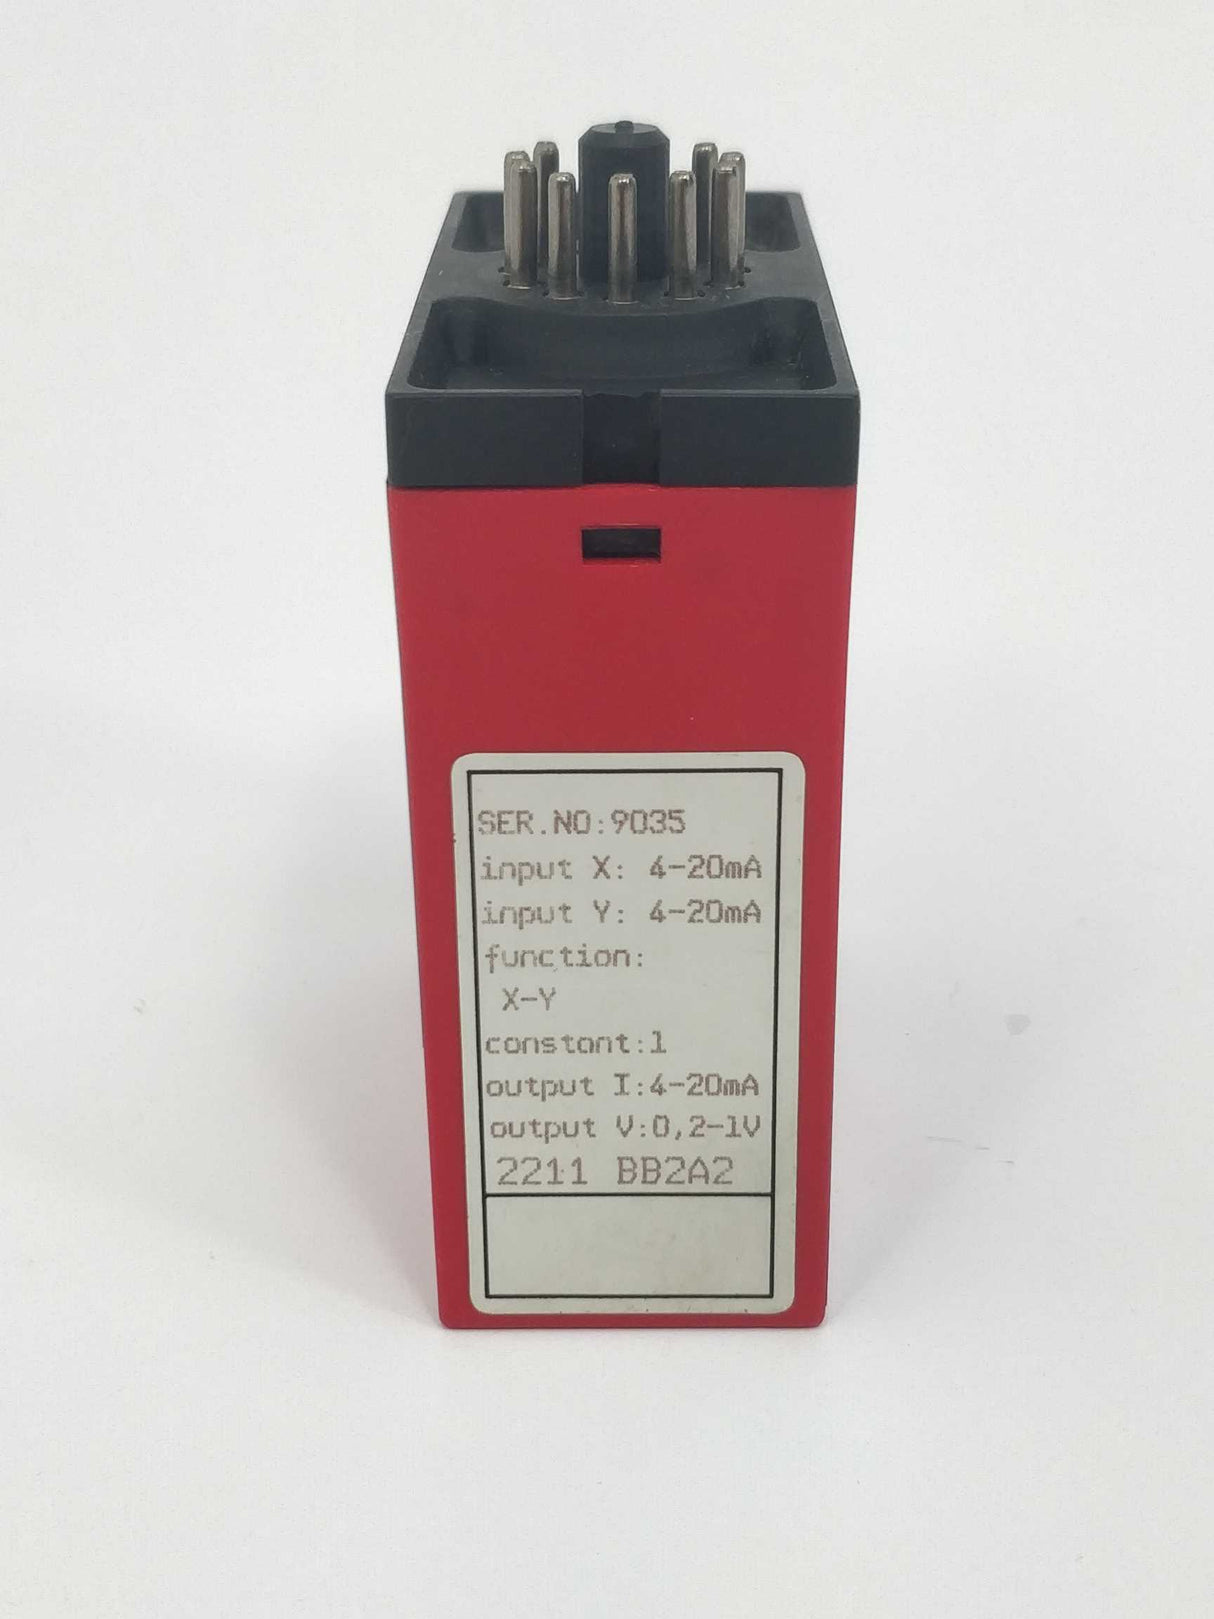 SER.NO:9035
input X: 4-20mA
input Y: 4-20mA
function:
X-Y
constant:1
output I:4-20mA
output V:0,2-1V
2211 BB2A2